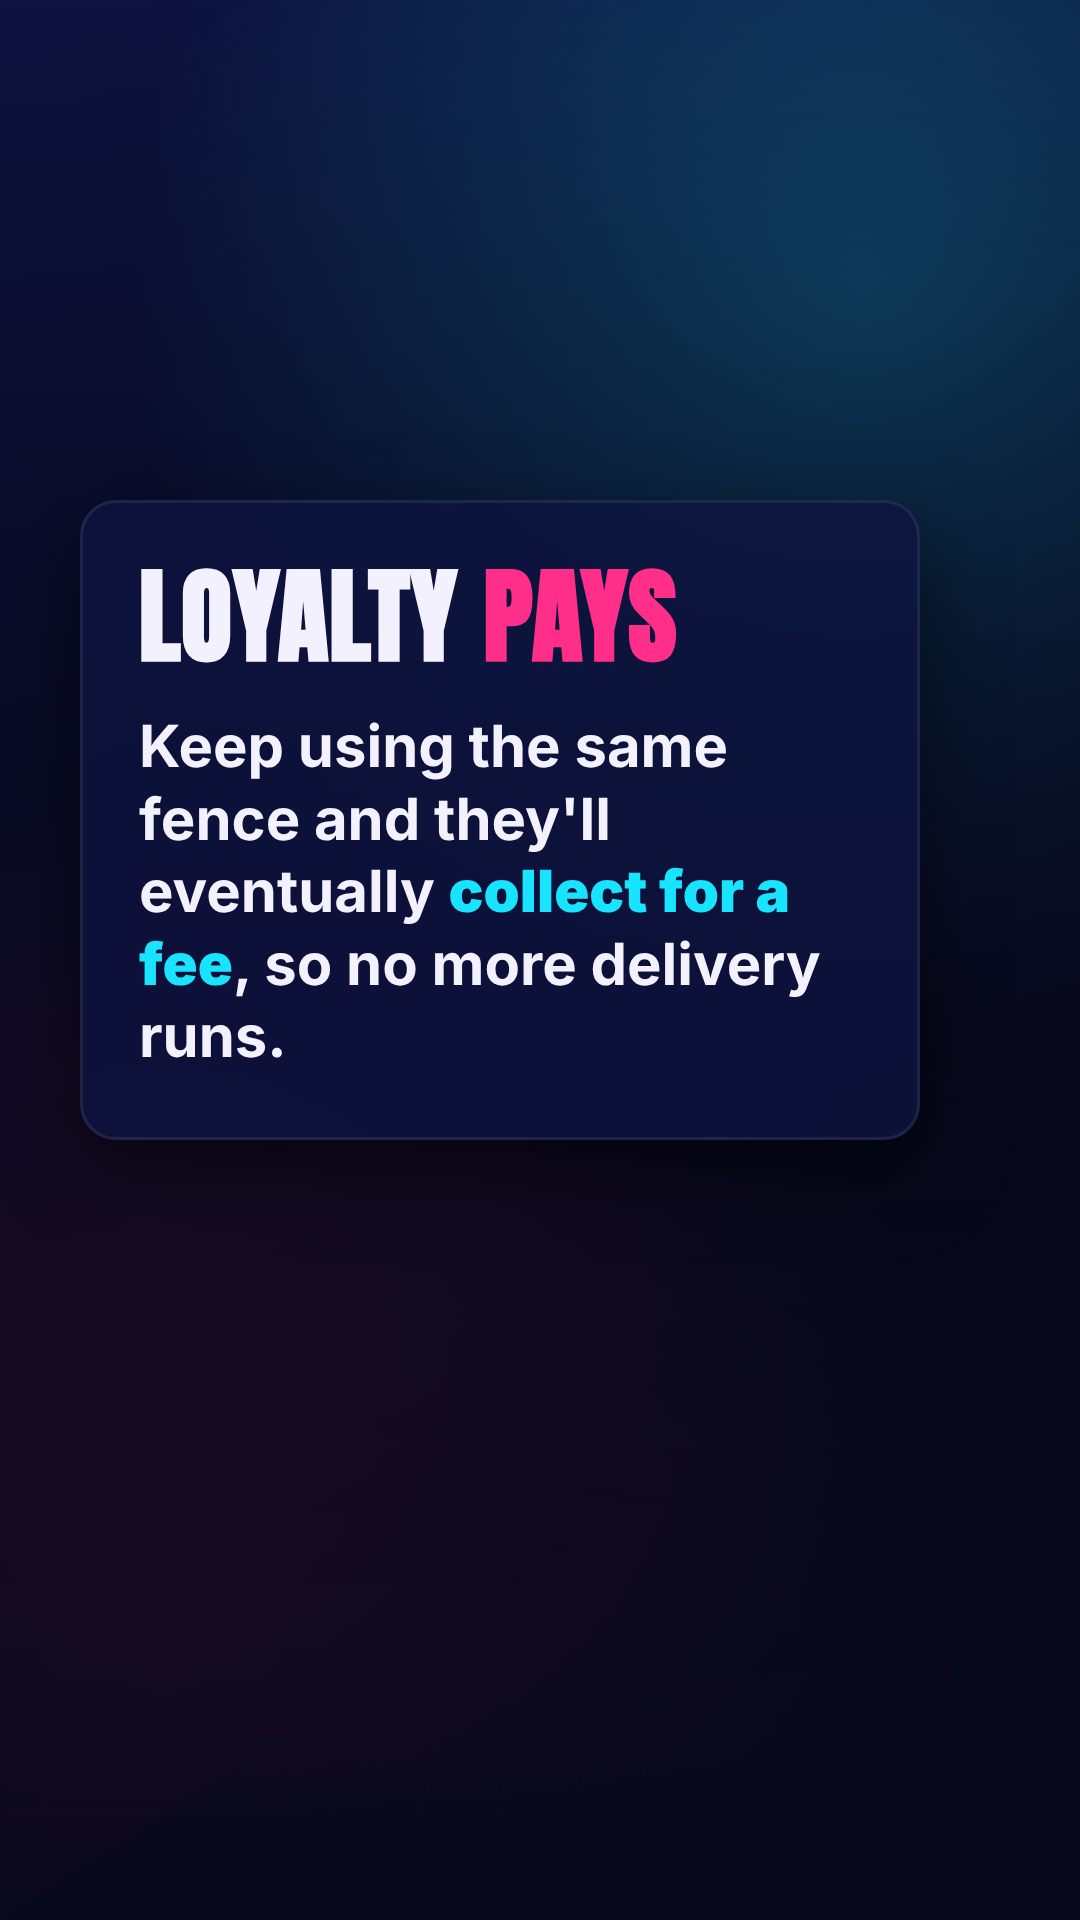 LOYALTY PAYS
Keep using the same
fence and they'll
eventually collect for a
fee, so no more delivery
runs.